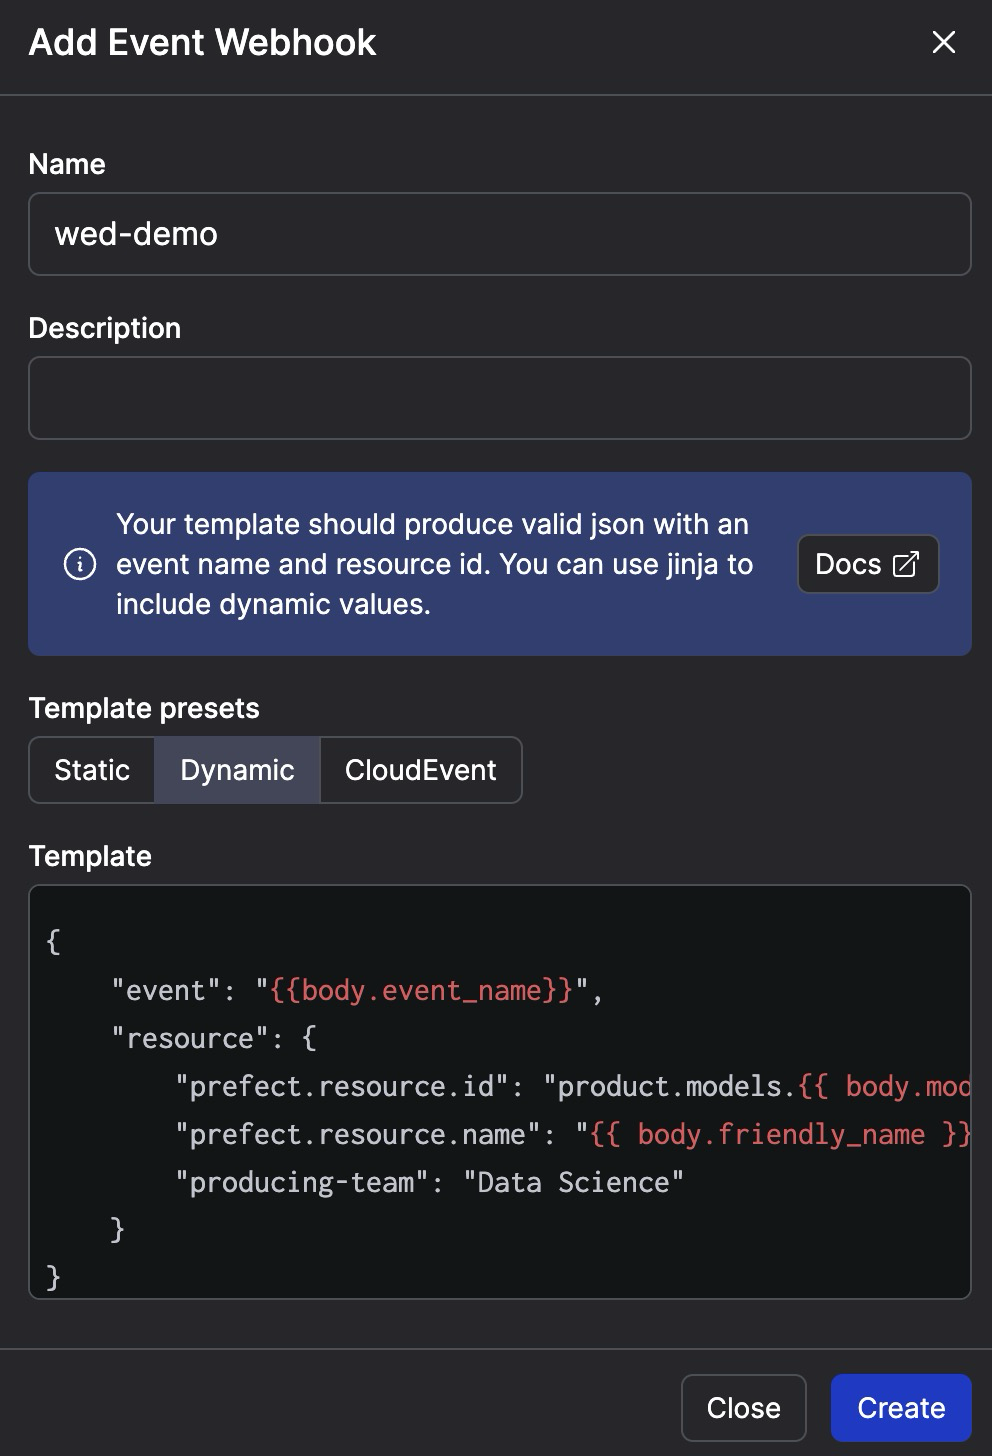 Add Event Webhook
Name
wed-demo
Description
Your template should produce valid json with an
event name and resource id. You can use jinja to
include dynamic values.
Docs
Template presets
Static Dynamic CloudEvent
Template
{
    "event": "{{body.event_name}}",
    "resource": {
        "prefect.resource.id": "product.models.{{ body.mod
        "prefect.resource.name": "{{ body.friendly_name }}
        "producing-team": "Data Science"
    }
}
Close Create